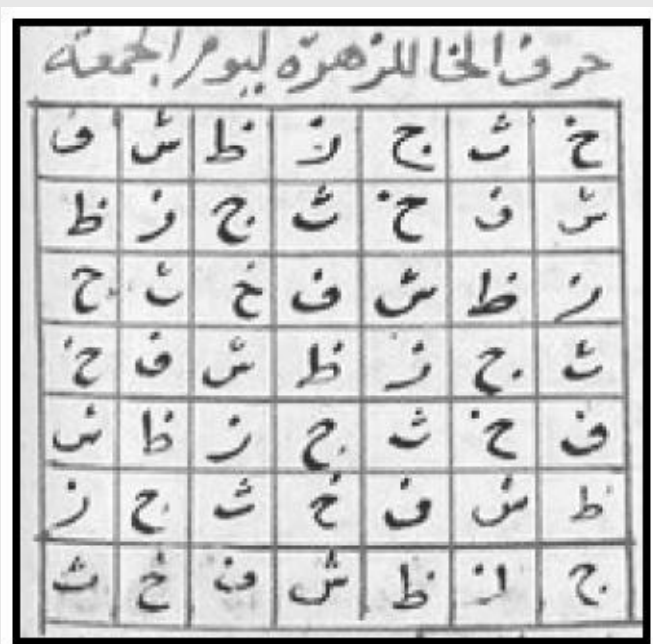 حرف الخا للزهرة ليوم الجمعة
خ ث ج ز ظ ش ف
ش ف خ ث ج ز ظ
ز ظ ش ف خ ث ج
ث ج ز ظ ش ف خ
ف خ ث ج ز ظ ش
ظ ش ف خ ث ج ز
ج ز ظ ش ف خ ث